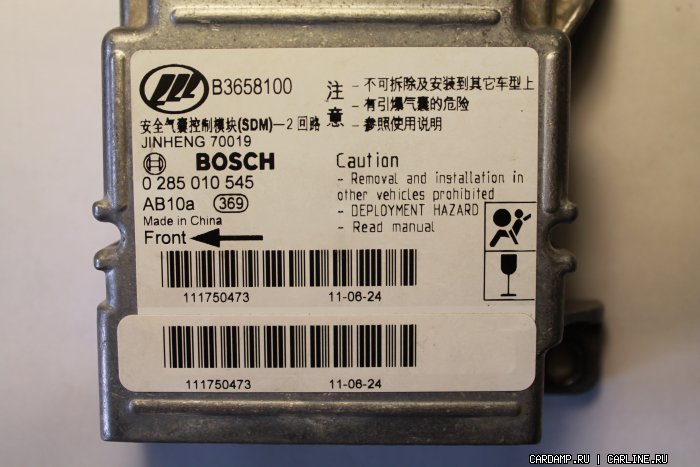 B3658100
安全气囊控制模块(SDM)—2回路
JINHENG 70019
BOSCH
0 285 010 545
AB10a 369
Made in China
Front
注意
- 不可拆除及安装到其它车型上
- 有引爆气囊的危险
- 参照使用说明
Caution
- Removal and installation in
other vehicles prohibited
- DEPLOYMENT HAZARD
- Read manual
111750473 11-06-24
111750473 11-06-24
CARDAMP.RU | CARLINE.RU